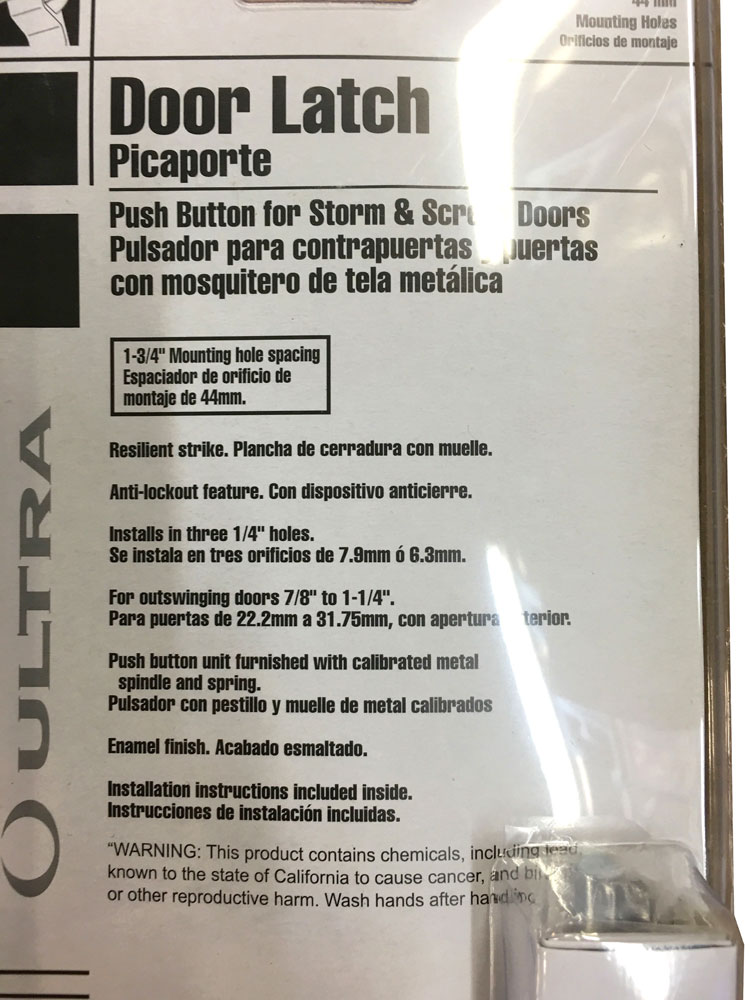 44 mm
Mounting Holes
Orificios de montaje
Door Latch
Picaporte
Push Button for Storm & Doors
Pulsador para contrapuertas puertas
con mosquitero de tela metálica
1-3/4" Mounting hole spacing
Espaciador de orificio de
montaje de 44mm.
Resilient strike. Plancha de cerradura con muelle.
Anti-lockout feature. Con dispositivo anticierre.
Installs in three 1/4" holes.
Se instala en tres orificios de 7.9mm ó 6.3mm.
For outswinging doors 7/8" to 1-1/4".
Para puertas de 22.2mm a 31.75mm, con apertura
Push button unit furnished with calibrated metal
spindle and spring.
Pulsador con pestillo y muelle de metal calibrados
Enamel finish. Acabado esmaltado.
Installation instructions included inside.
Instrucciones de instalación incluidas.
"WARNING: This product contains chemicals, including lead,
known to the state of California to cause cancer, and
or other reproductive harm. Wash hands after handling
ULTRA